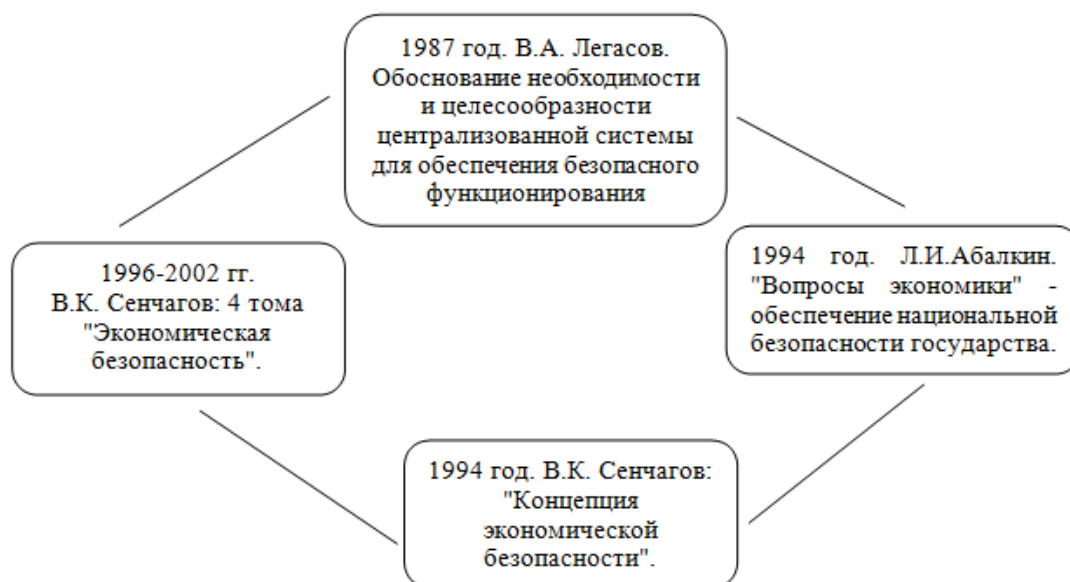 1987 год. В.А. Легасов.
Обоснование необходимости
и целесообразности
централизованной системы
для обеспечения безопасного
функционирования
1994 год. Л.И.Абалкин.
"Вопросы экономики" -
обеспечение национальной
безопасности государства.
1994 год. В.К. Сенчагов:
"Концепция
экономической
безопасности".
1996-2002 гг.
В.К. Сенчагов: 4 тома
"Экономическая
безопасность".